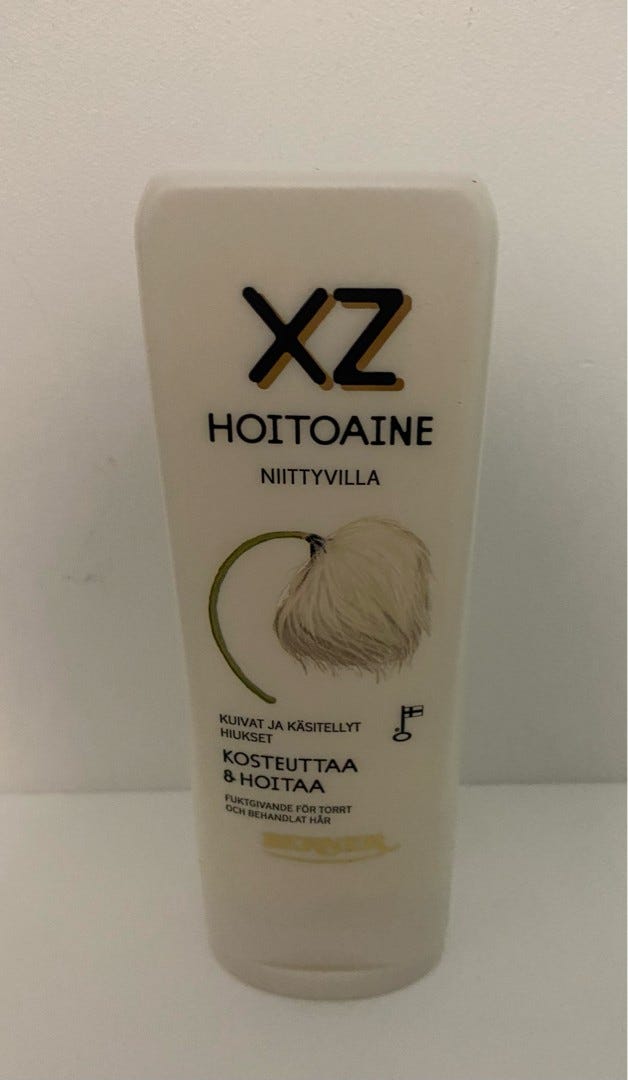 XZ
HOITOAINE
NIITTYVILLA
KUIVAT JA KÄSITELLYT
HIUKSET
KOSTEUTTAA
& HOITAA
FUKTGIVANDE FÖR TORRT
OCH BEHANDLAT HÅR